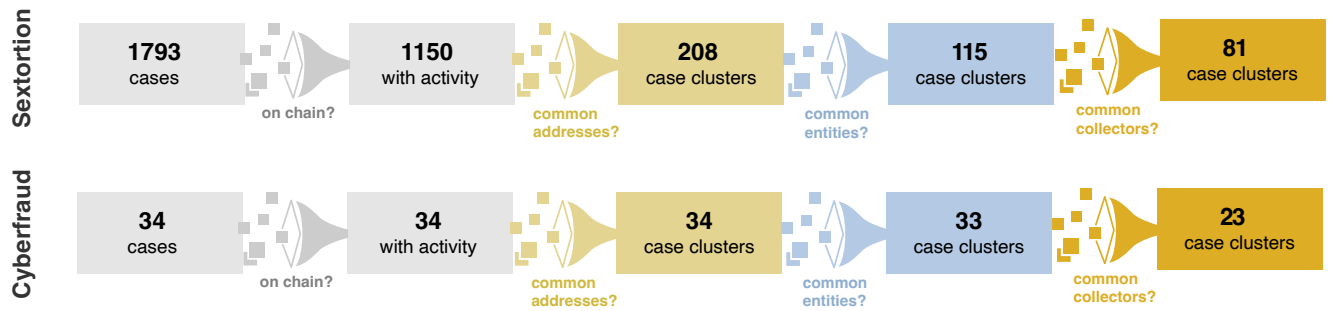 Sextortion
1793
cases
on chain?
1150
with activity
common
addresses?
208
case clusters
common
entities?
115
case clusters
common
collectors?
81
case clusters
Cyberfraud
34
cases
on chain?
34
with activity
common
addresses?
34
case clusters
common
entities?
33
case clusters
common
collectors?
23
case clusters